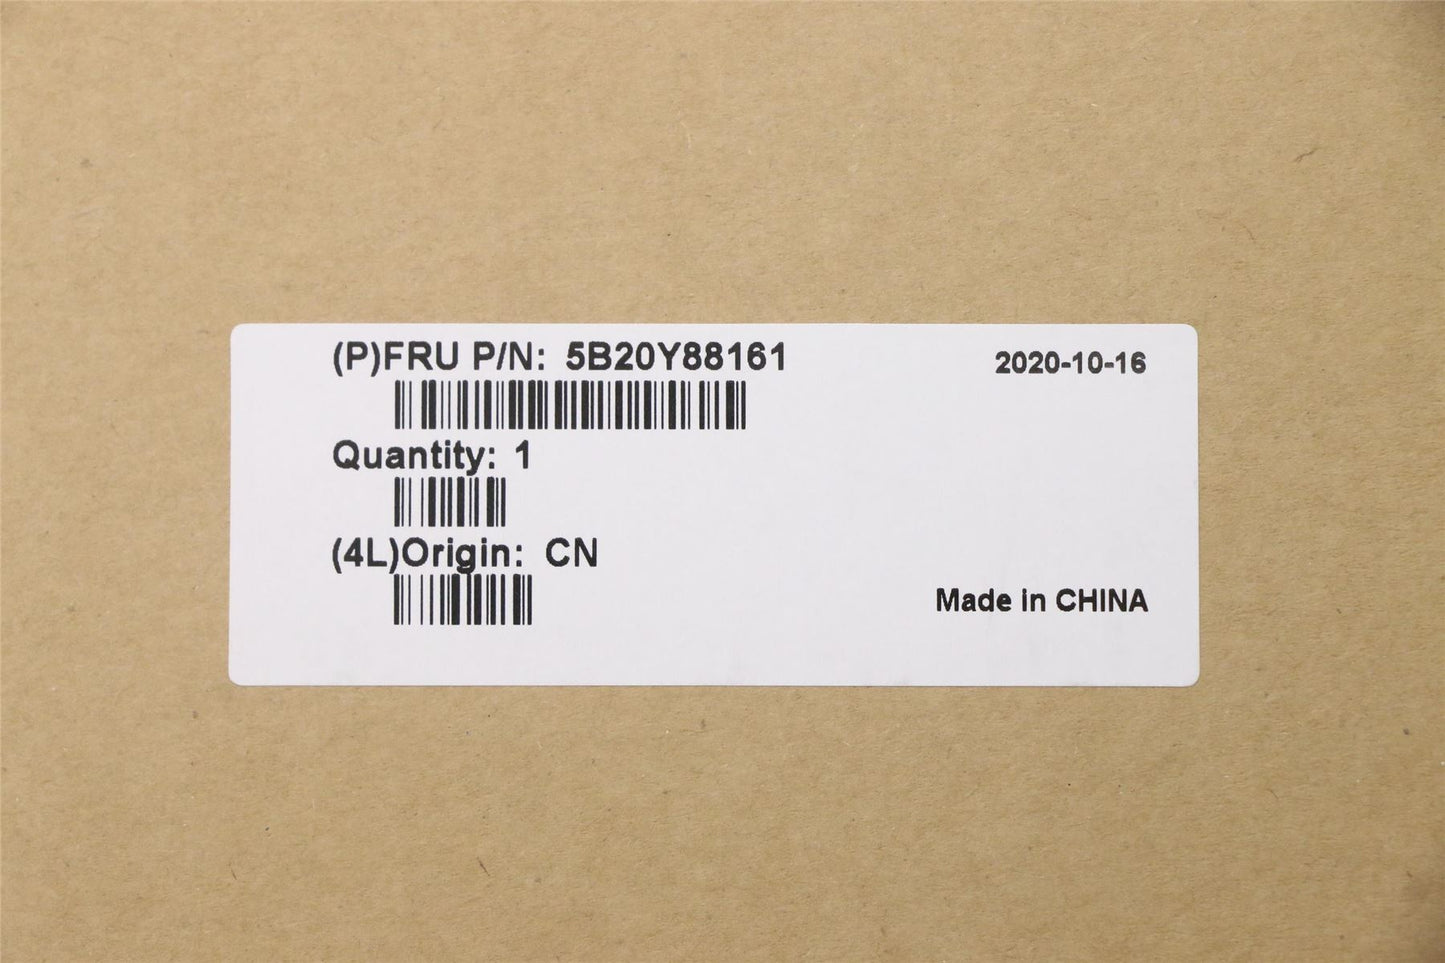 (P)FRU P/N: 5B20Y88161
2020-10-16
Quantity: 1
(4L)Origin: CN
Made in CHINA